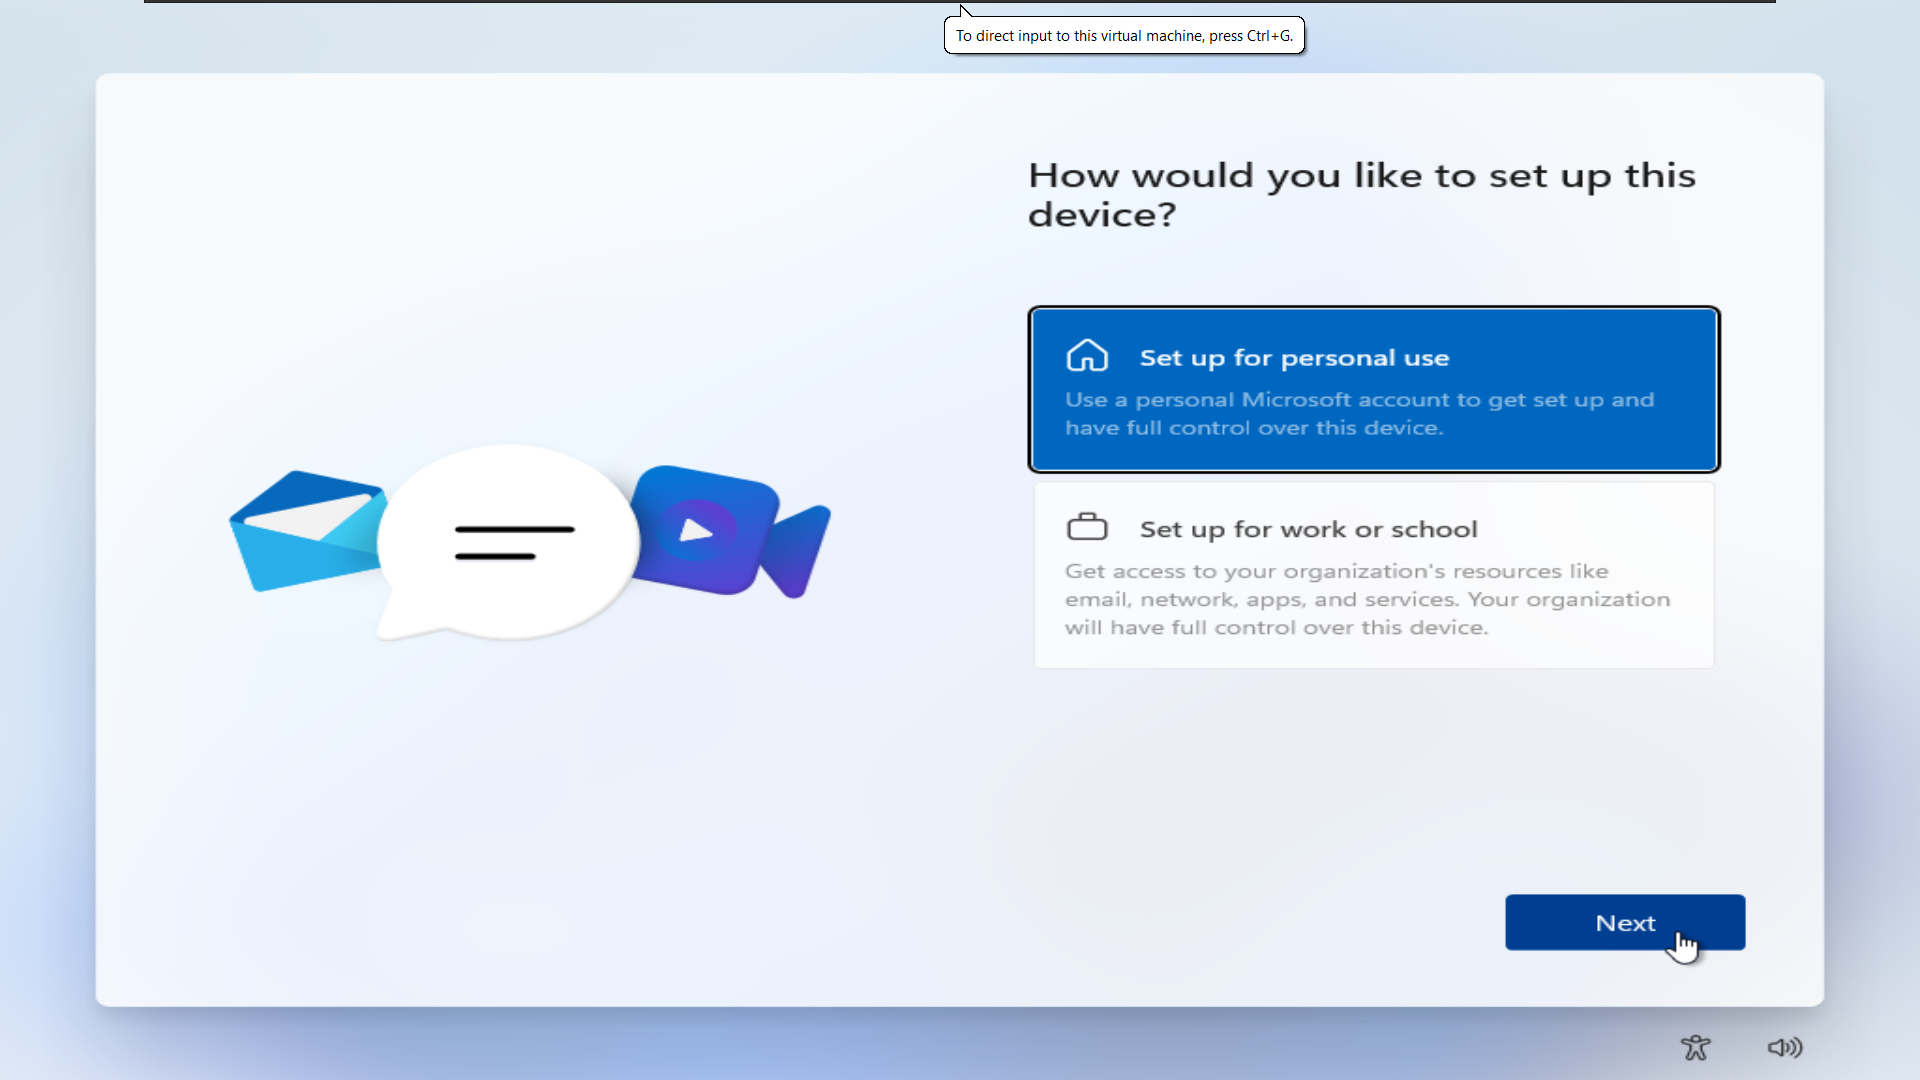 To direct input to this virtual machine, press Ctrl+G.
How would you like to set up this
device?
Set up for personal use
Use a personal Microsoft account to get set up and
have full control over this device.
Set up for work or school
Get access to your organization's resources like
email, network, apps, and services. Your organization
will have full control over this device.
Next